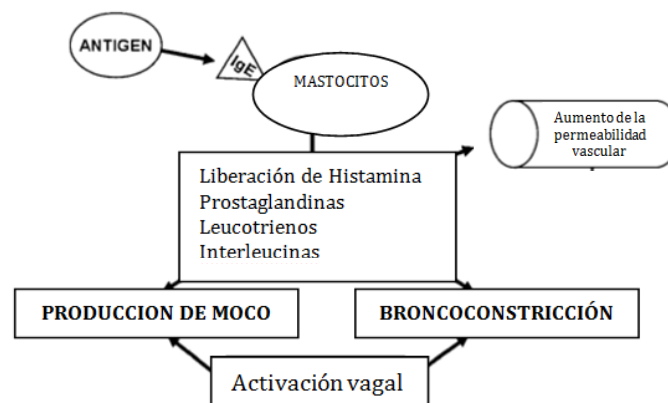 ANTIGEN
IgE
MASTOCITOS
Aumento de la
permeabilidad
vascular
Liberación de Histamina
Prostaglandinas
Leucotrienos
Interleucinas
PRODUCCION DE MOCO
BRONCOCONSTRICCIÓN
Activación vagal